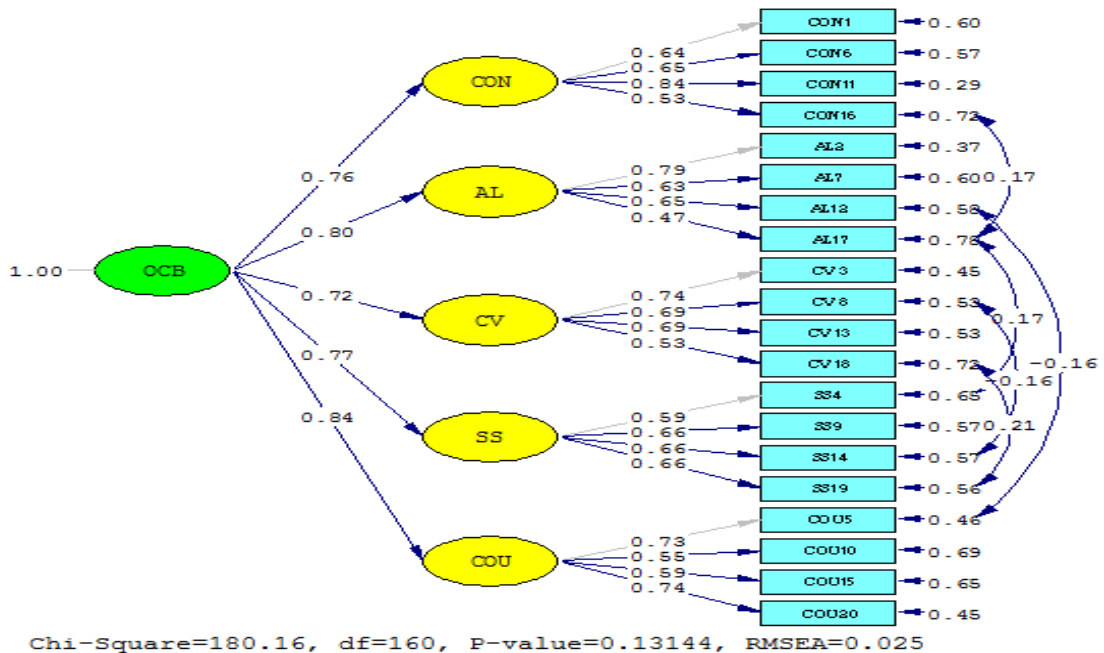 CON1 0.60
0.64 CON6 0.57
0.65
CON 0.84 CON11 0.29
0.53
CON16 0.72
AL2 0.37
0.76 0.79 AL7 0.60 0.17
0.63
AL 0.65 AL12 0.58
0.47
0.80 AL17 0.78
1.00 OCB CV3 0.45
0.74
0.72 0.69 CV8 0.53
CV 0.69 0.17
0.53 CV13 0.53
0.77 CV18 0.72 -0.16
SS4 0.65 -0.16
0.84 0.59 SS9 0.57 0.21
0.66
SS 0.66 SS14 0.57
0.66
SS19 0.56
COU5 0.46
0.73
0.55 COU10 0.69
COU 0.59
0.74 COU15 0.65
COU20 0.45
Chi-Square=180.16, df=160, P-value=0.13144, RMSEA=0.025